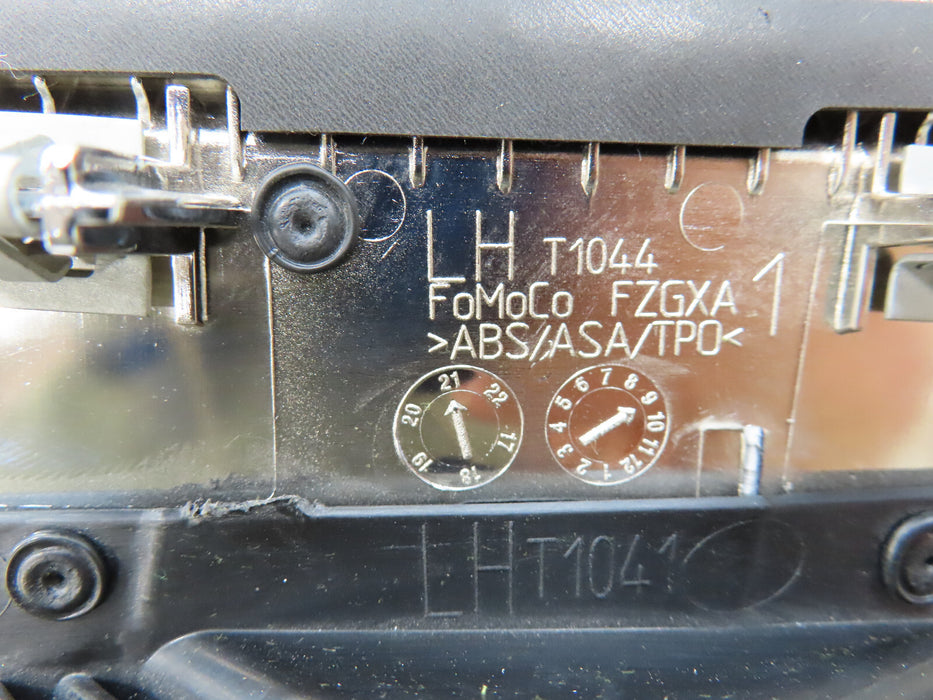 LH T1044
FoMoCo FZGXA 1
>ABS/ASA/TPO<
17 18 19 20 21 22
1 2 3 4 5 6 7 8 9 10 11 12
LH T1041